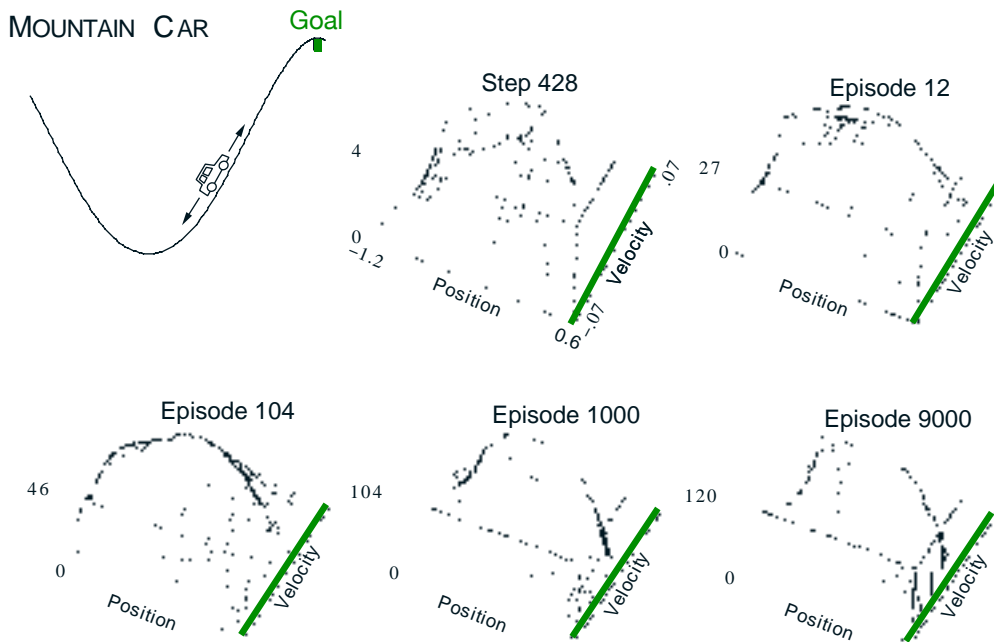 MOUNTAIN CAR
Goal
Step 428
Episode 12
4
0
-1.2
Position
0.6
-.07
Velocity
.07
27
0
Position
Velocity
Episode 104
Episode 1000
Episode 9000
46
0
Position
Velocity
104
0
Position
Velocity
120
0
Position
Velocity